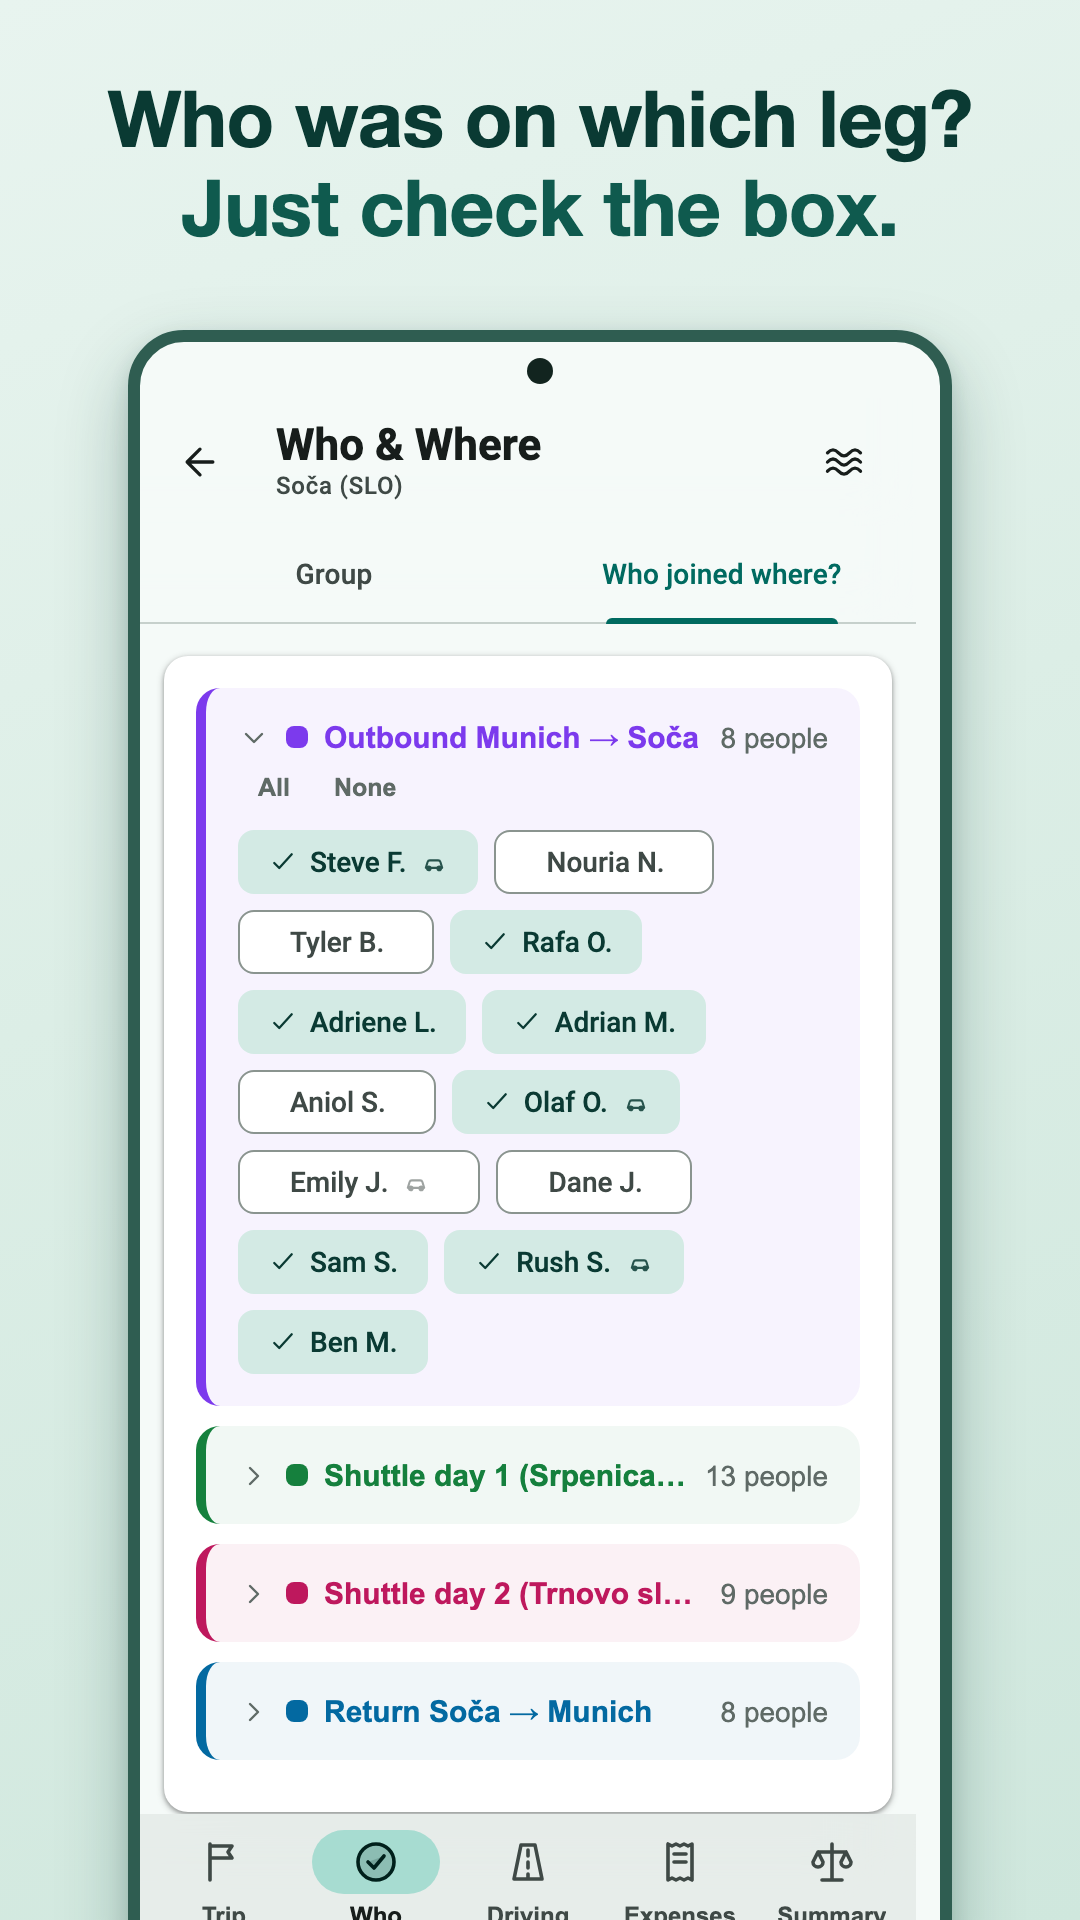 Who was on which leg?
Just check the box.
Who & Where
Soča (SLO)
Group
Who joined where?
Outbound Munich → Soča
8 people
All
None
Steve F.
Nouria N.
Tyler B.
Rafa O.
Adriene L.
Adrian M.
Aniol S.
Olaf O.
Emily J.
Dane J.
Sam S.
Rush S.
Ben M.
Shuttle day 1 (Srpenica...
13 people
Shuttle day 2 (Trnovo sl...
9 people
Return Soča → Munich
8 people
Trip
Who
Driving
Expenses
Summary